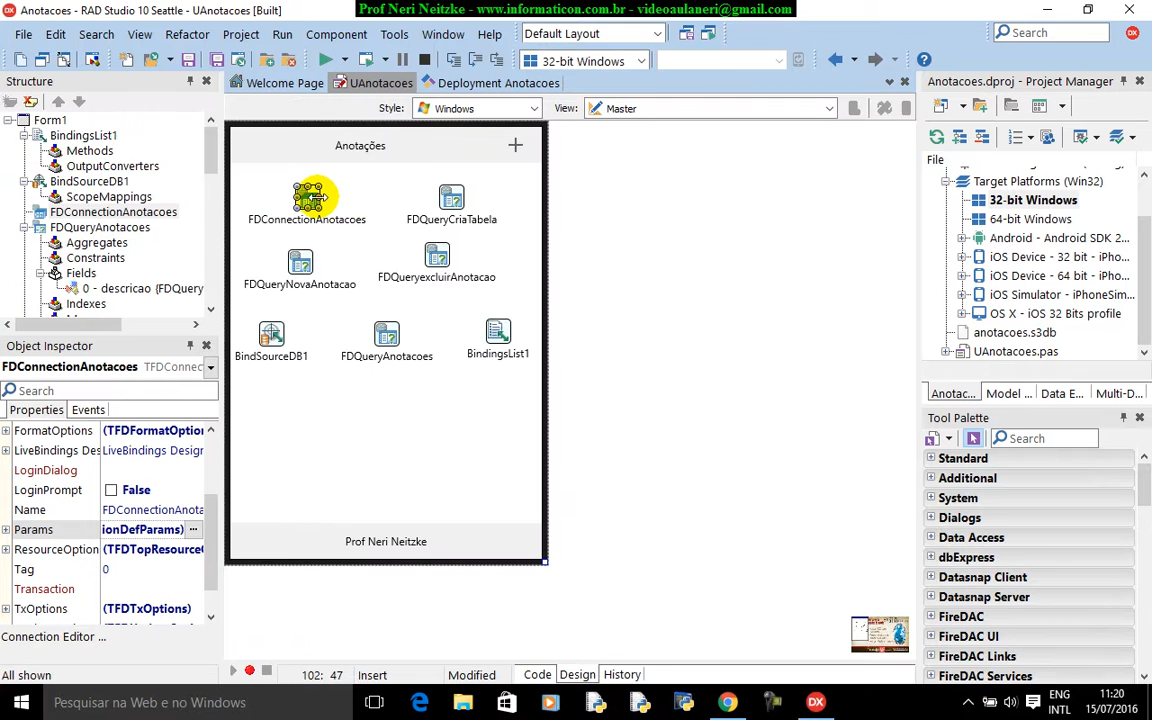 Prof Neri Neitzke - www.informaticon.com.br - videoaulaneri@gmail.com
Anotacoes - RAD Studio 10 Seattle - UAnotacoes [Built]
File Edit Search View Refactor Project Run Component Tools Window Help
Default Layout
Search
32-bit Windows
Structure
Form1
BindingsList1
Methods
OutputConverters
BindSourceDB1
ScopeMappings
FDConnectionAnotacoes
FDQueryAnotacoes
Aggregates
Constraints
Fields
0 - descricao {FDQuery
Indexes
Object Inspector
FDConnectionAnotacoes TFDConnec
Search
Properties Events
FormatOptions (TFDFormatOption
LiveBindings Des LiveBindings Design
LoginDialog
LoginPrompt False
Name FDConnectionAnota
Params ionDefParams) ...
ResourceOption (TFDTopResource
Tag 0
Transaction
TxOptions (TFDTxOptions)
Connection Editor ...
All shown
Welcome Page UAnotacoes Deployment Anotacoes
Style: Windows View: Master
Anotações
FDConnectionAnotacoes
FDQueryCriaTabela
FDQueryNovaAnotacao
FDQueryexcluirAnotacao
BindSourceDB1
FDQueryAnotacoes
BindingsList1
Prof Neri Neitzke
102: 47 Insert Modified Code Design History
Anotacoes.dproj - Project Manager
File
Target Platforms (Win32)
32-bit Windows
64-bit Windows
Android - Android SDK 2...
iOS Device - 32 bit - iPho...
iOS Device - 64 bit - iPho...
iOS Simulator - iPhoneSim...
OS X - iOS 32 Bits profile
anotacoes.s3db
UAnotacoes.pas
Anotac... Model ... Data E... Multi-D...
Tool Palette
Search
Standard
Additional
System
Dialogs
Data Access
dbExpress
Datasnap Client
Datasnap Server
FireDAC
FireDAC UI
FireDAC Links
FireDAC Services
Pesquisar na Web e no Windows
ENG
INTL
11:20
15/07/2016